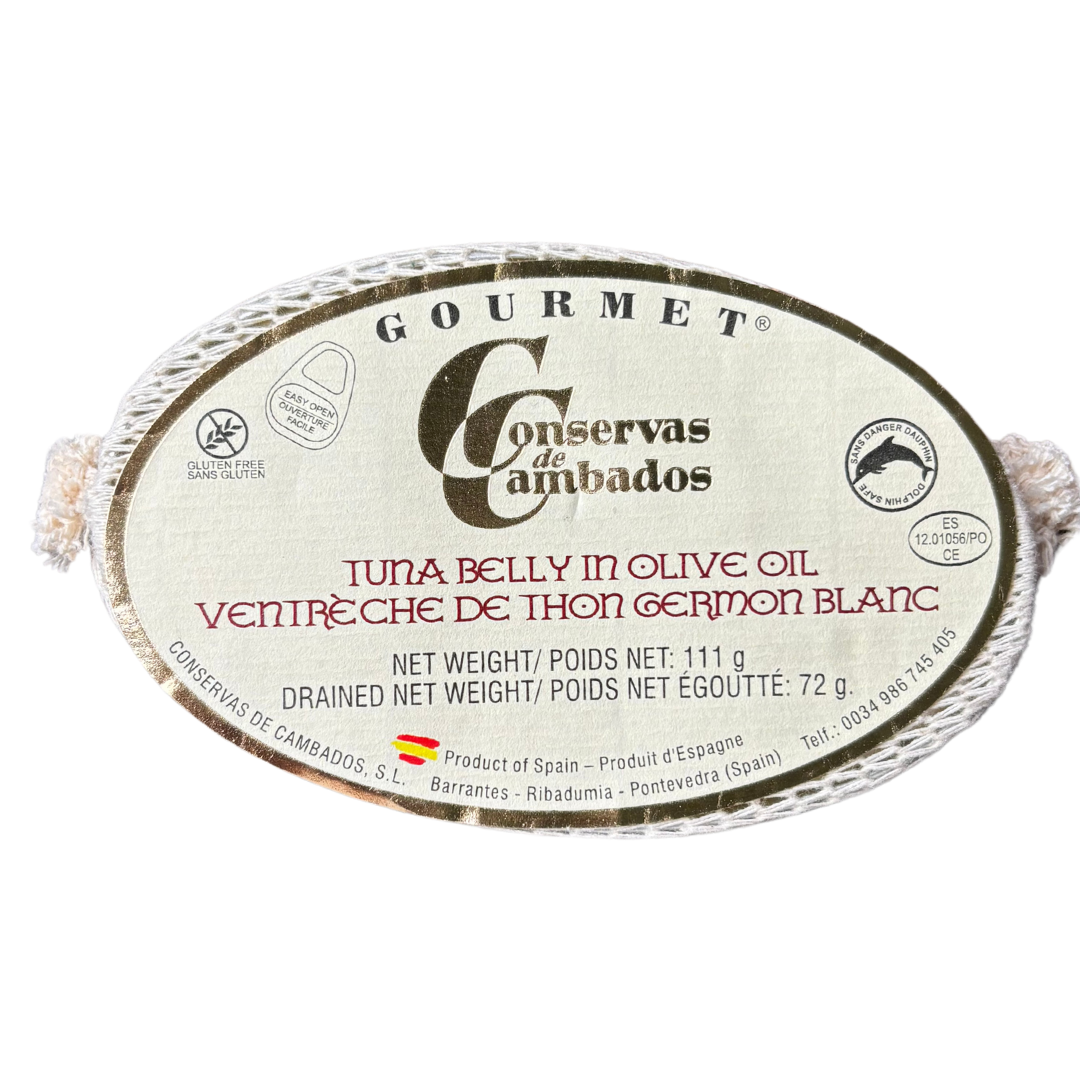 GOURMET®
Conservas
de
Cambados
EASY OPEN
OUVERTURE
FACILE
GLUTEN FREE
SANS GLUTEN
SANS DANGER DAUPHIN
DOLPHIN SAFE
ES
12.01056/PO
CE
TUNA BELLY IN OLIVE OIL
VENTRÈCHE DE THON GERMON BLANC
NET WEIGHT/ POIDS NET: 111 g
DRAINED NET WEIGHT/ POIDS NET ÉGOUTTÉ: 72 g.
Product of Spain – Produit d'Espagne
CONSERVAS DE CAMBADOS, S.L. Barrantes - Ribadumia - Pontevedra (Spain) Telf.: 0034 986 745 405